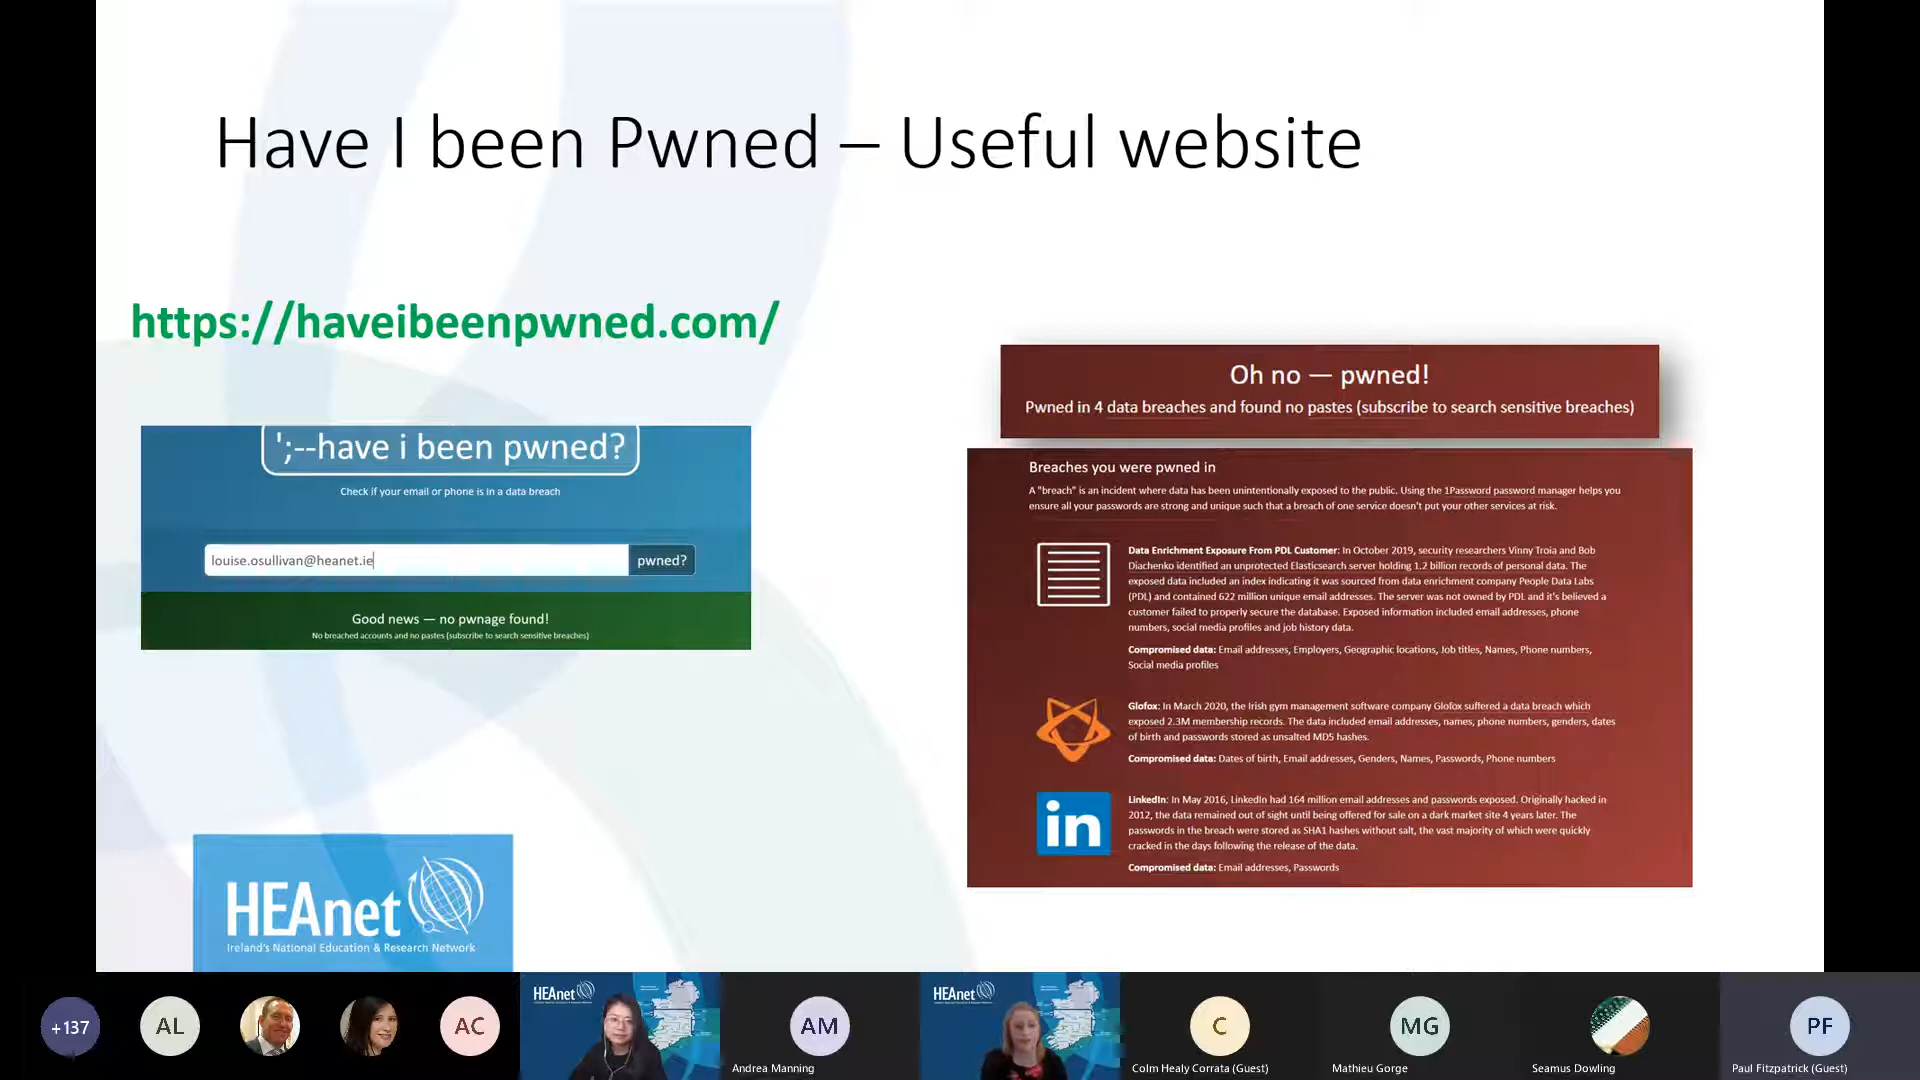 Have I been Pwned – Useful website
https://haveibeenpwned.com/
';--have i been pwned?
Check if your email or phone is in a data breach
louise.osullivan@heanet.ie
pwned?
Good news — no pwnage found!
No breached accounts and no pastes (subscribe to search sensitive breaches)
Oh no — pwned!
Pwned in 4 data breaches and found no pastes (subscribe to search sensitive breaches)
Breaches you were pwned in
A "breach" is an incident where data has been unintentionally exposed to the public. Using the 1Password password manager helps you
ensure all your passwords are strong and unique such that a breach of one service doesn't put your other services at risk.
Data Enrichment Exposure From PDL Customer: In October 2019, security researchers Vinny Troia and Bob
Diachenko identified an unprotected Elasticsearch server holding 1.2 billion records of personal data. The
exposed data included an index indicating it was sourced from data enrichment company People Data Labs
(PDL) and contained 622 million unique email addresses. The server was not owned by PDL and it's believed a
customer failed to properly secure the database. Exposed information included email addresses, phone
numbers, social media profiles and job history data.
Compromised data: Email addresses, Employers, Geographic locations, Job titles, Names, Phone numbers,
Social media profiles
Glofox: In March 2020, the Irish gym management software company Glofox suffered a data breach which
exposed 2.3M membership records. The data included email addresses, names, phone numbers, genders, dates
of birth and passwords stored as unsalted MD5 hashes.
Compromised data: Dates of birth, Email addresses, Genders, Names, Passwords, Phone numbers
in
LinkedIn: In May 2016, LinkedIn had 164 million email addresses and passwords exposed. Originally hacked in
2012, the data remained out of sight until being offered for sale on a dark market site 4 years later. The
passwords in the breach were stored as SHA1 hashes without salt, the vast majority of which were quickly
cracked in the days following the release of the data.
Compromised data: Email addresses, Passwords
HEAnet
Ireland's National Education & Research Network
+137
AL
AC
HEAnet
AM
Andrea Manning
HEAnet
C
Colm Healy Corrata (Guest)
MG
Mathieu Gorge
Seamus Dowling
PF
Paul Fitzpatrick (Guest)